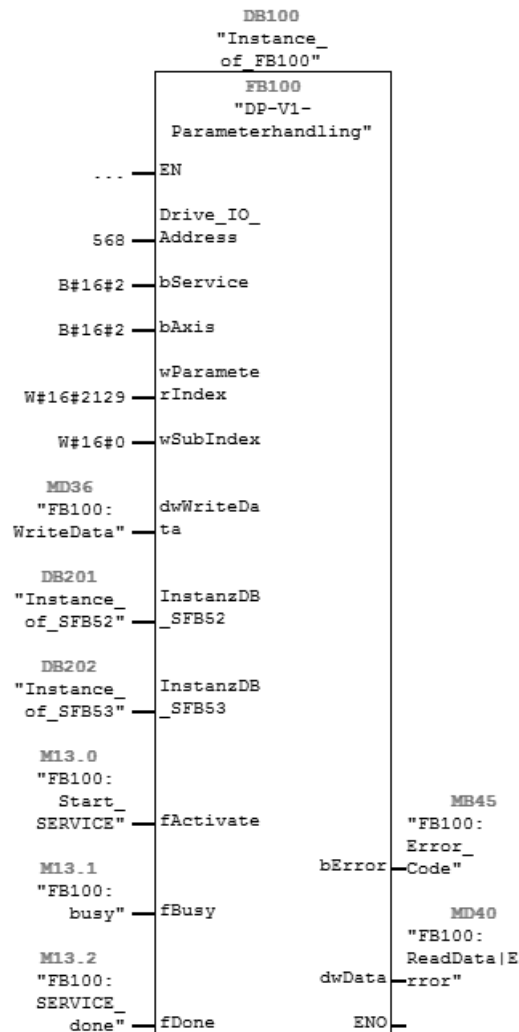 DB100
"Instance_
of_FB100"
FB100
"DP-V1-
Parameterhandling"
... EN
Drive_IO_
568 Address
B#16#2 bService
B#16#2 bAxis
wParamete
W#16#2129 rIndex
W#16#0 wSubIndex
MD36
"FB100: dwWriteDa
WriteData" ta
DB201
"Instance_ InstanzDB
of_SFB52" _SFB52
DB202
"Instance_ InstanzDB
of_SFB53" _SFB53
M13.0
"FB100:
Start_ MB45
SERVICE" fActivate "FB100:
Error_
M13.1 bError Code"
"FB100:
busy" fBusy MD40
"FB100:
M13.2 ReadData|E
"FB100: dwData rror"
SERVICE_
done" fDone ENO